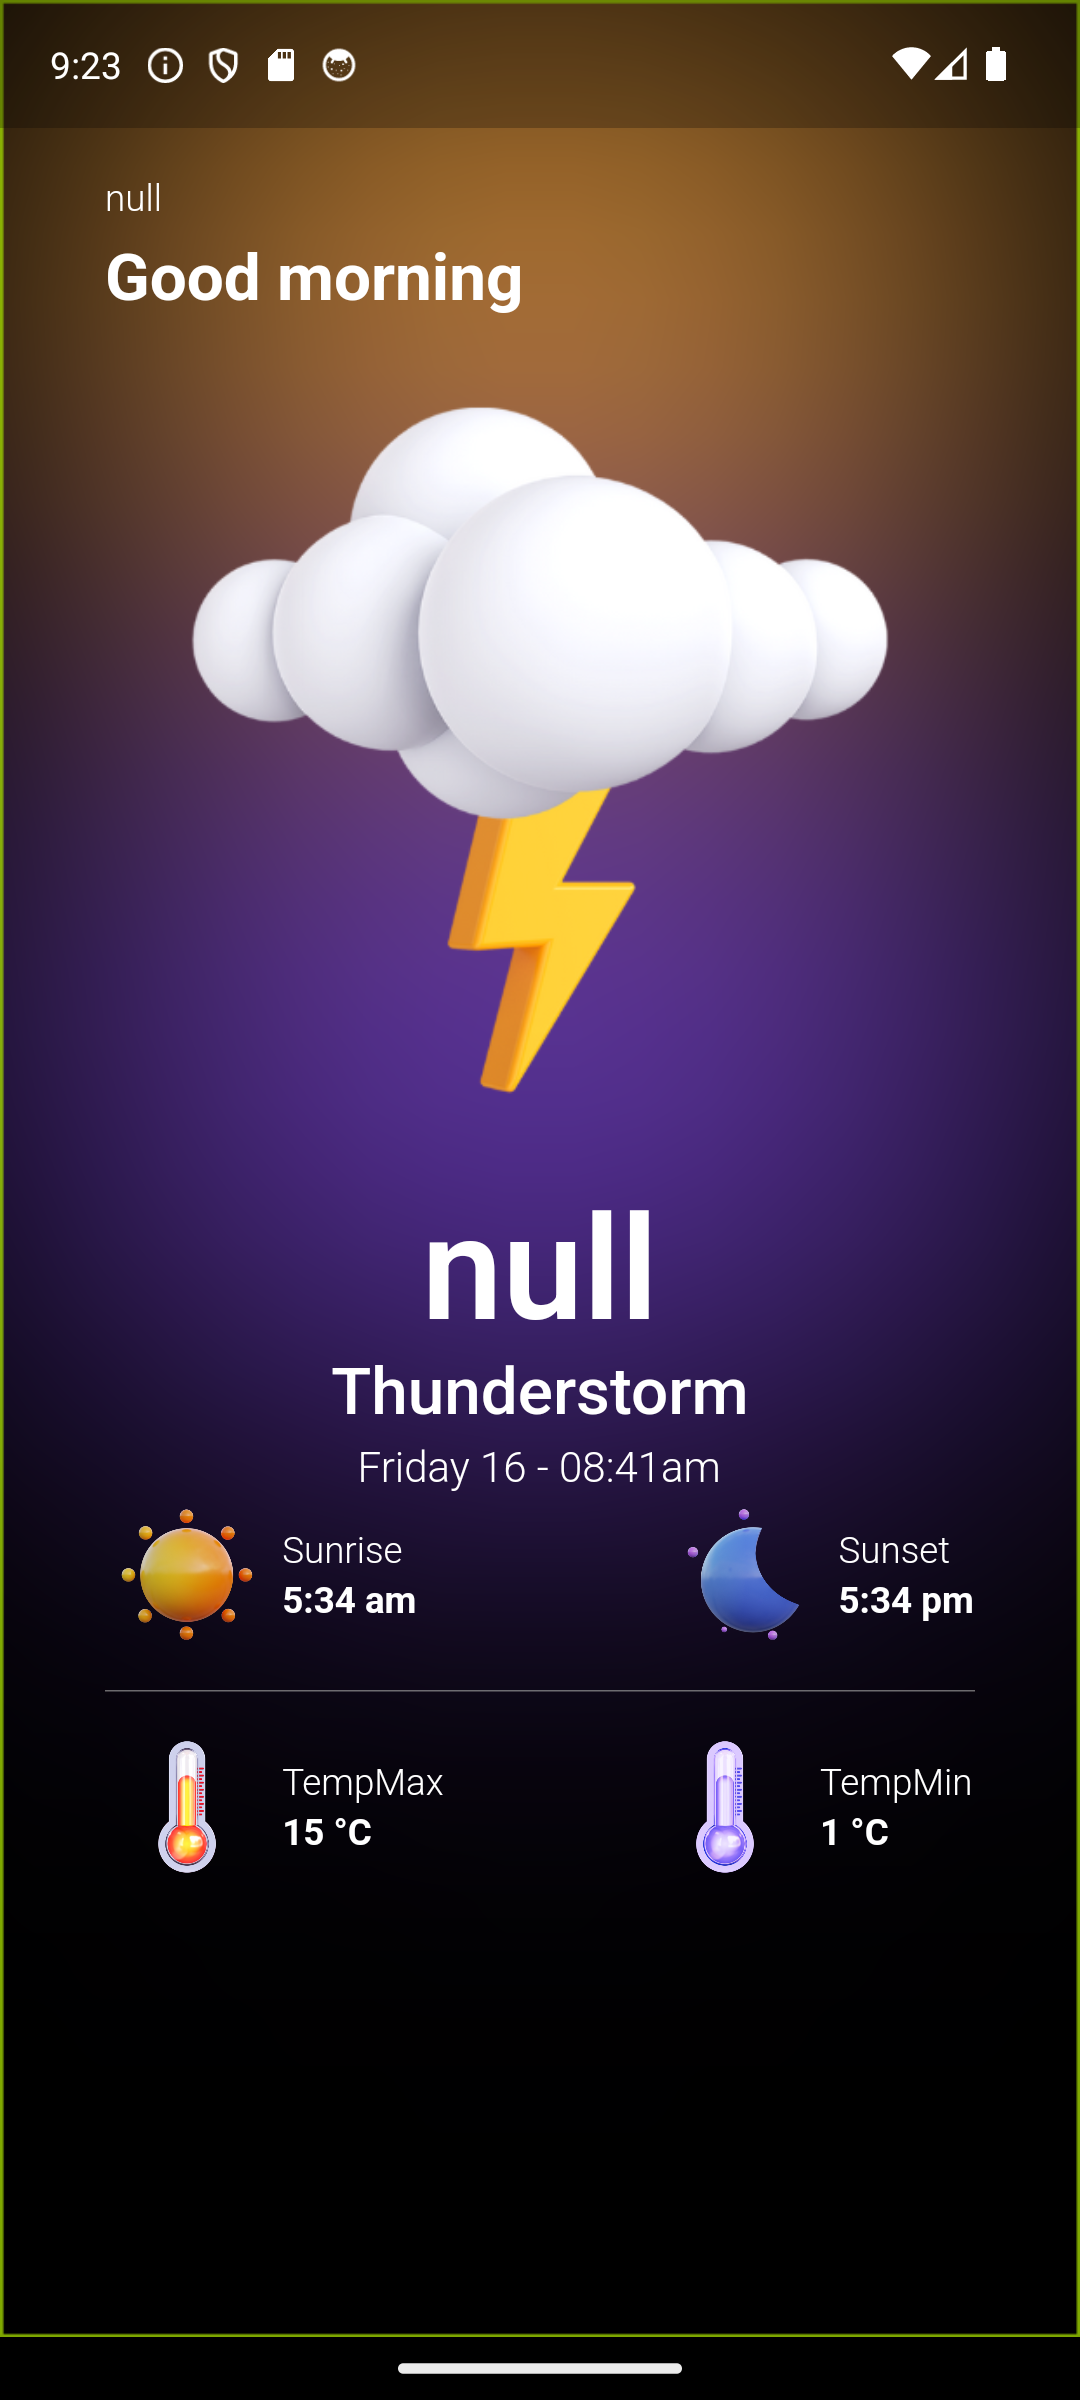 9:23
null
Good morning
null
Thunderstorm
Friday 16 - 08:41am
Sunrise
5:34 am
Sunset
5:34 pm
TempMax
15 °C
TempMin
1 °C